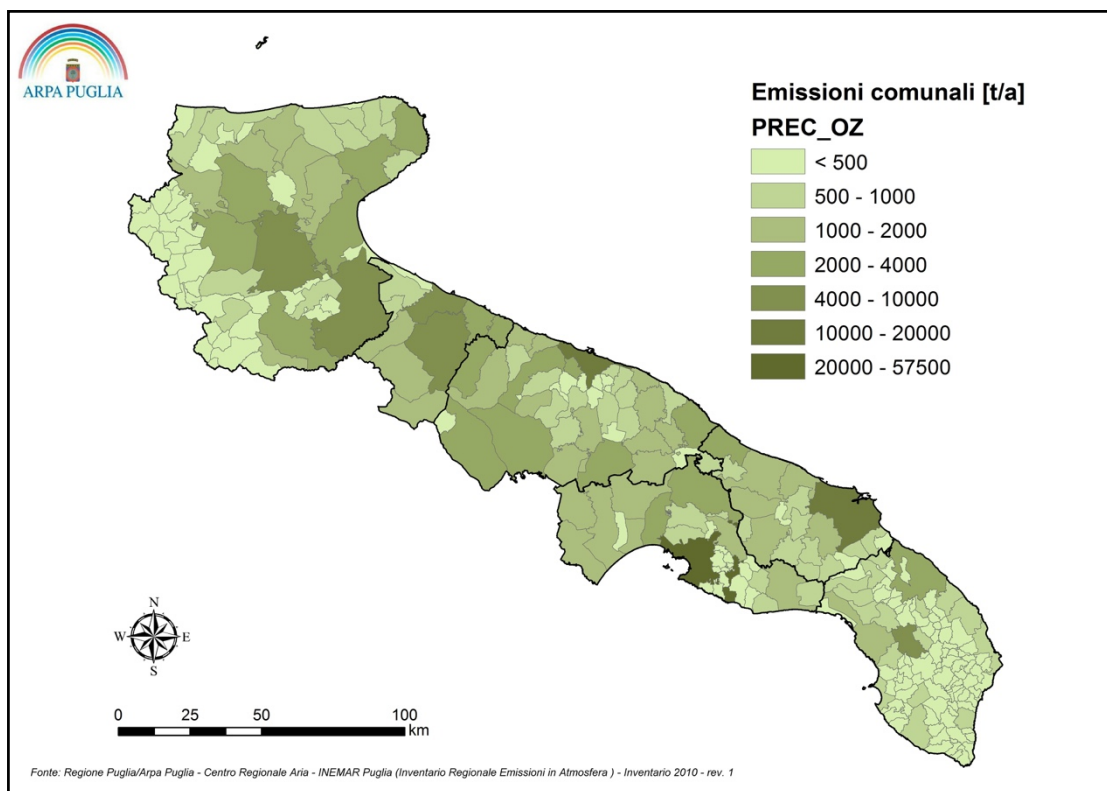 ARPA PUGLIA
Emissioni comunali [t/a]
PREC_OZ
< 500
500 - 1000
1000 - 2000
2000 - 4000
4000 - 10000
10000 - 20000
20000 - 57500
N
W E
S
0 25 50 100
km
Fonte: Regione Puglia/Arpa Puglia - Centro Regionale Aria - INEMAR Puglia (Inventario Regionale Emissioni in Atmosfera ) - Inventario 2010 - rev. 1